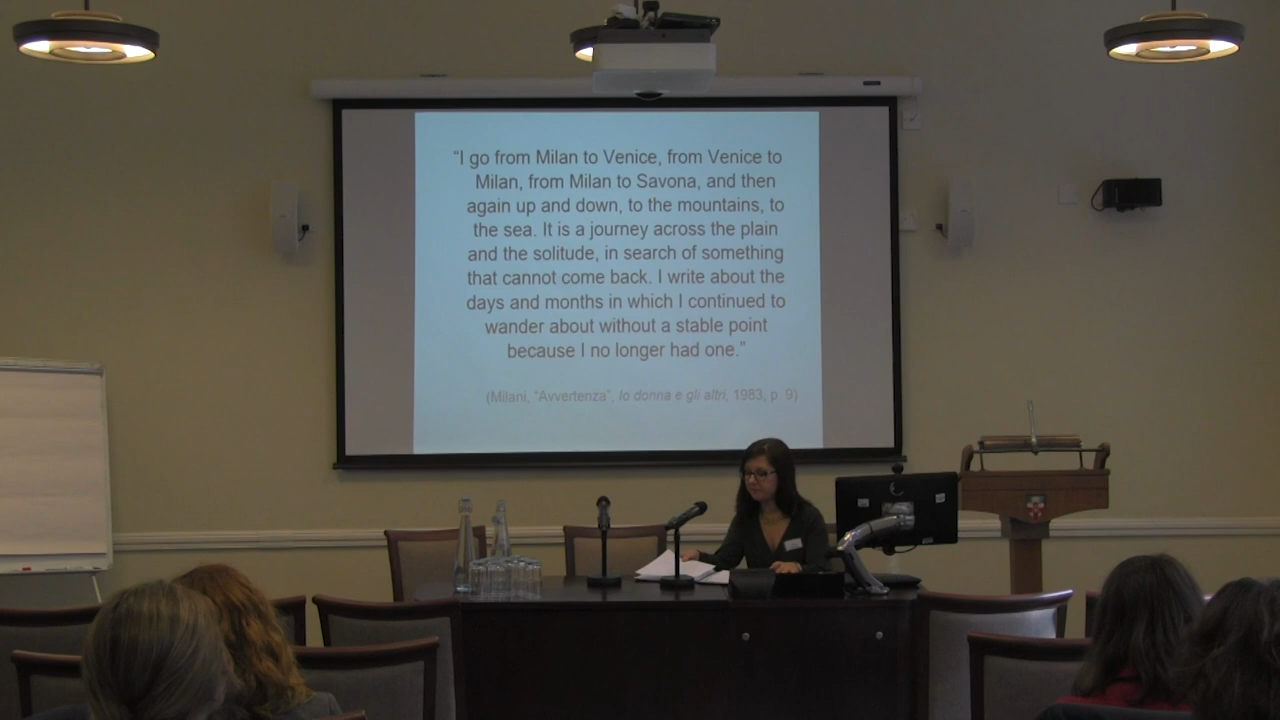 “I go from Milan to Venice, from Venice to
Milan, from Milan to Savona, and then
again up and down, to the mountains, to
the sea. It is a journey across the plain
and the solitude, in search of something
that cannot come back. I write about the
days and months in which I continued to
wander about without a stable point
because I no longer had one.”
(Milani, “Avvertenza”, Io donna e gli altri, 1983, p. 9)